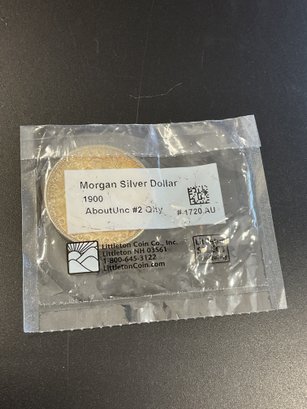 Morgan Silver Dollar
1900
AboutUnc #2 Qlty # 1720 AU
Littleton Coin Co., Inc.
Littleton NH 03561
1-800-645-3122
LittletonCoin.com